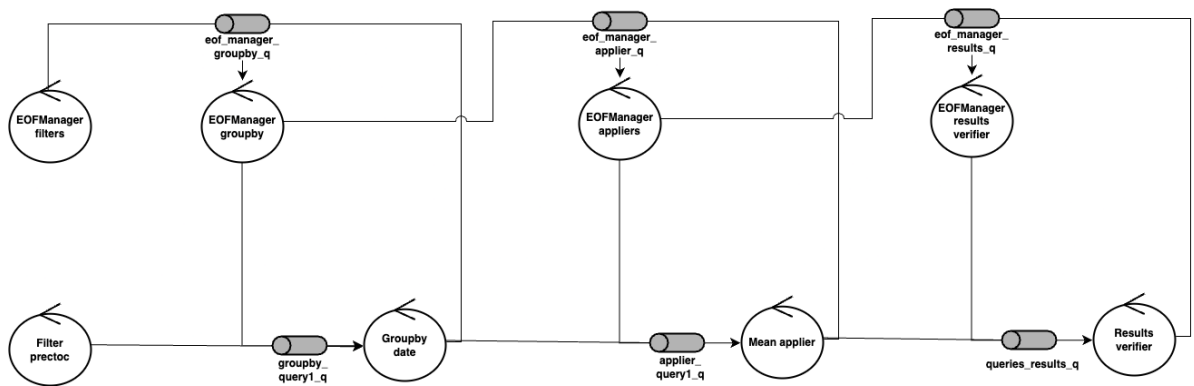 eof_manager_
groupby_q
eof_manager_
applier_q
eof_manager_
results_q
EOFManager
filters
EOFManager
groupby
EOFManager
appliers
EOFManager
results
verifier
Filter
prectoc
groupby_
query1_q
Groupby
date
applier_
query1_q
Mean applier
queries_results_q
Results
verifier